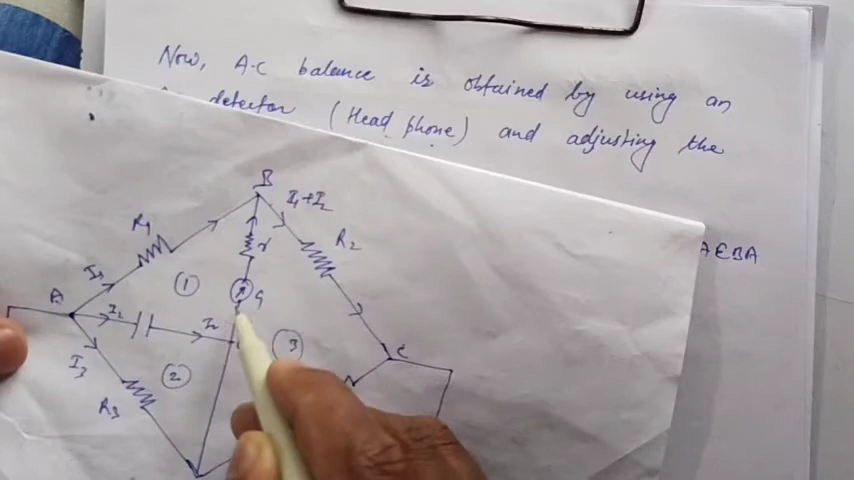 Now, A.C balance is obtained by using an
detector (Head phone) and adjusting the
AEBA
B
I1+I2
R1
R2
r
I1
1
G
A
I2
I2
3
C
I3
2
R3